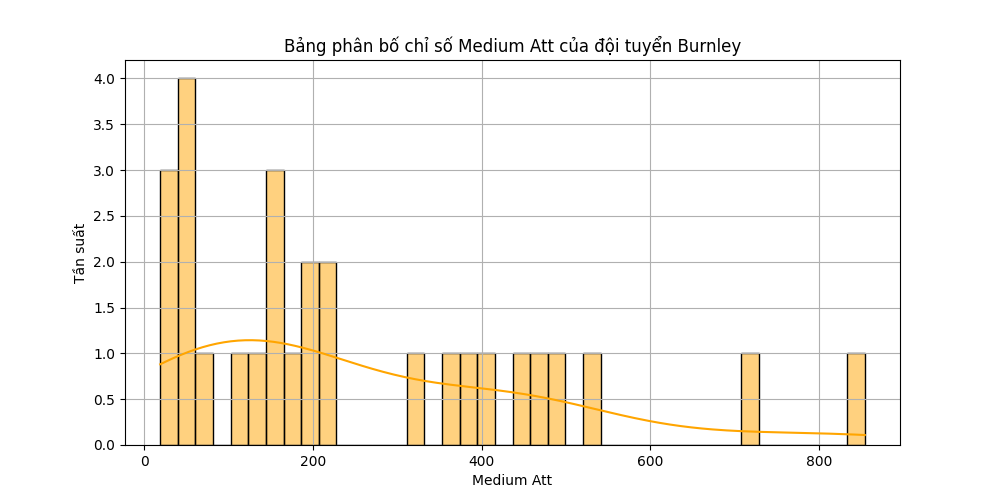 Bảng phân bố chỉ số Medium Att của đội tuyển Burnley
4.0
3.5
3.0
2.5
2.0
1.5
1.0
0.5
0.0
Tần suất
0 200 400 600 800
Medium Att